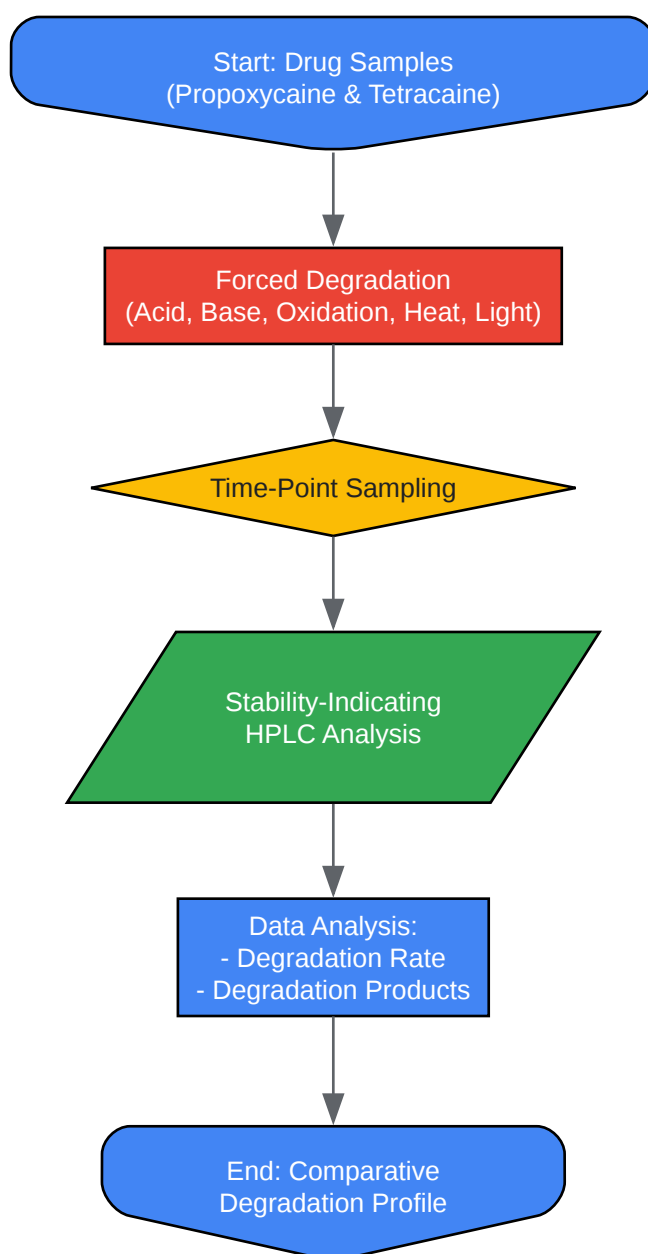 Start: Drug Samples
(Propoxycaine & Tetracaine)
Forced Degradation
(Acid, Base, Oxidation, Heat, Light)
Time-Point Sampling
Stability-Indicating
HPLC Analysis
Data Analysis:
- Degradation Rate
- Degradation Products
End: Comparative
Degradation Profile